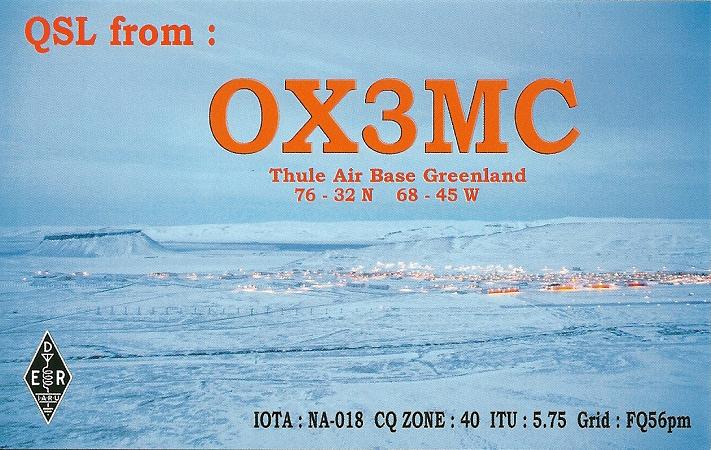 QSL from :
OX3MC
Thule Air Base Greenland
76 - 32 N 68 - 45 W
D
E R
I.A.R.U
IOTA : NA-018 CQ ZONE : 40 ITU : 5.75 Grid : FQ56pm